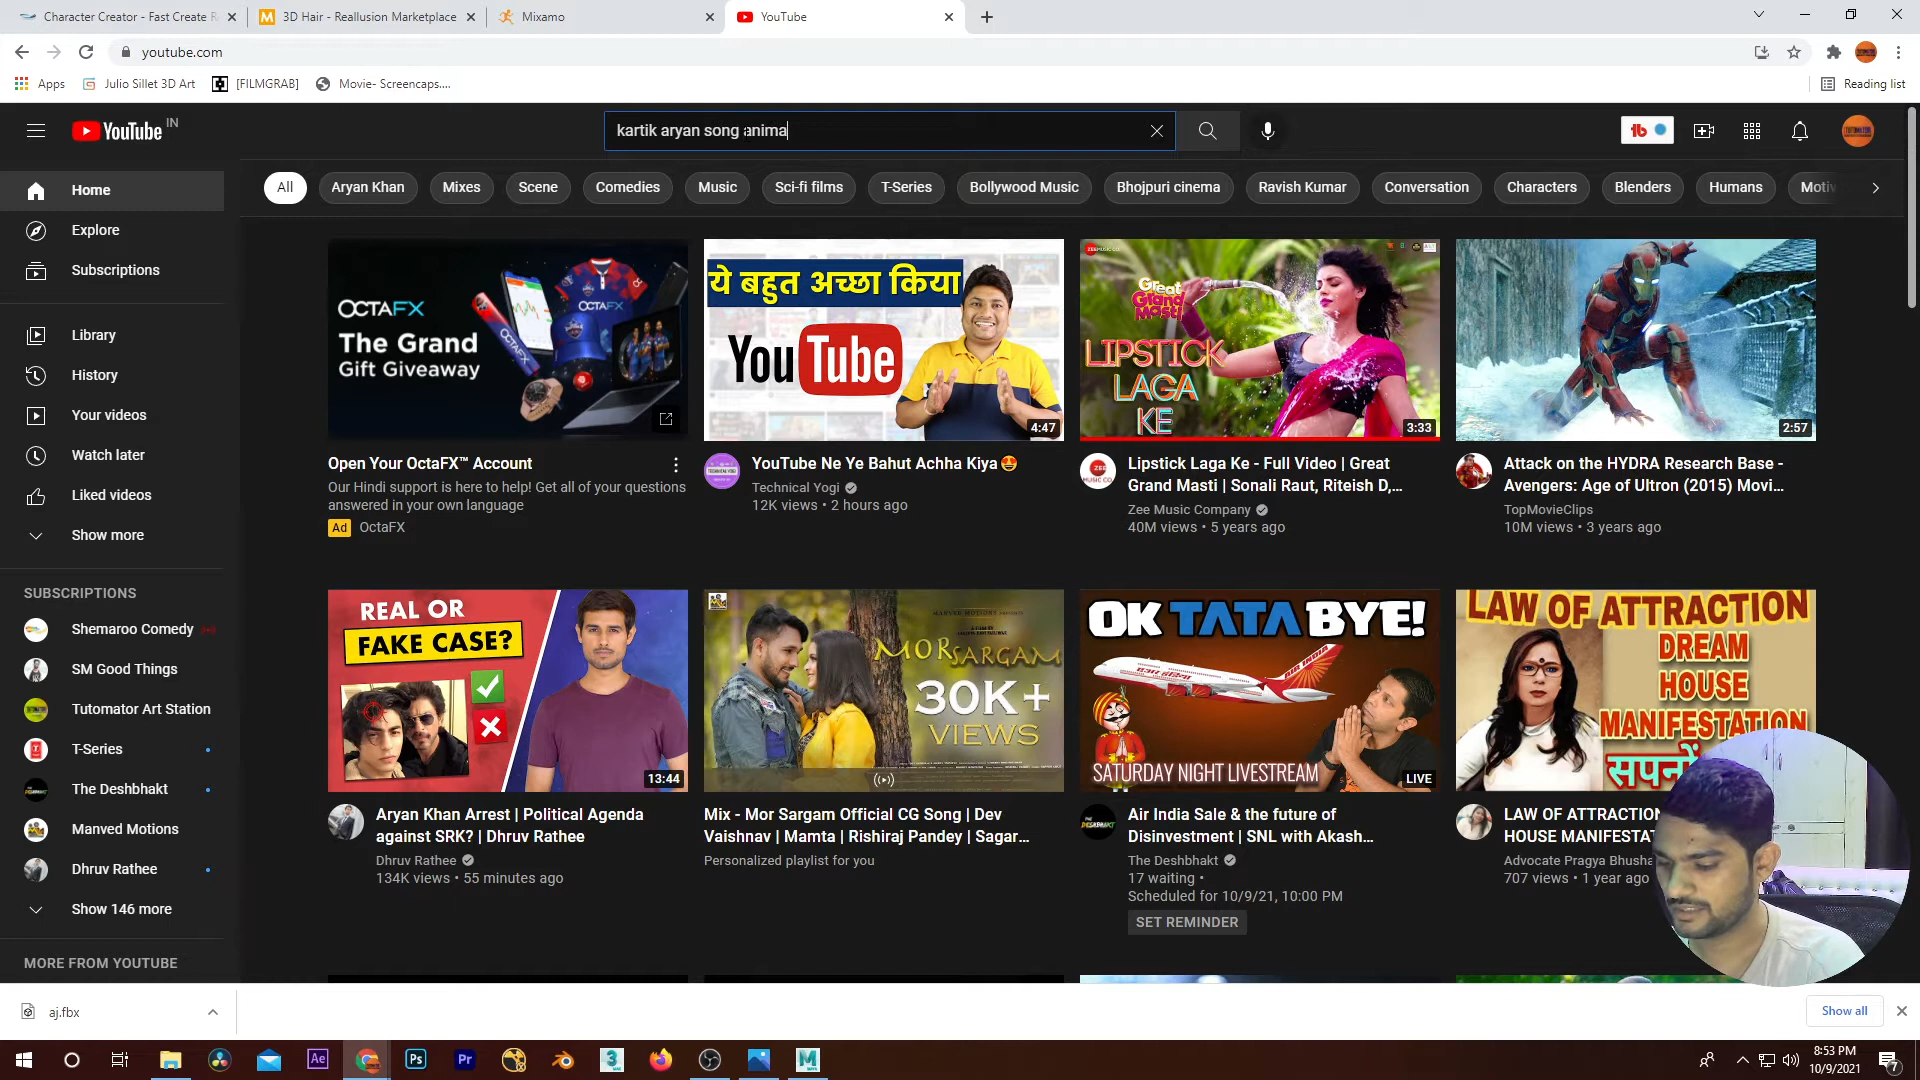 Character Creator - Fast Create R
3D Hair - Reallusion Marketplace
Mixamo
YouTube
youtube.com
Apps
Julio Sillet 3D Art
[FILMGRAB]
Movie- Screencaps....
Reading list
YouTube IN
kartik aryan song anima
Home
Explore
Subscriptions
Library
History
Your videos
Watch later
Liked videos
Show more
SUBSCRIPTIONS
Shemaroo Comedy
SM Good Things
Tutomator Art Station
T-Series
The Deshbhakt
Manved Motions
Dhruv Rathee
Show 146 more
MORE FROM YOUTUBE
All
Aryan Khan
Mixes
Scene
Comedies
Music
Sci-fi films
T-Series
Bollywood Music
Bhojpuri cinema
Ravish Kumar
Conversation
Characters
Blenders
Humans
Motiv
OCTAFX
The Grand
Gift Giveaway
Open Your OctaFX™ Account
Our Hindi support is here to help! Get all of your questions
answered in your own language
Ad OctaFX
ये बहुत अच्छा किया
YouTube
4:47
YouTube Ne Ye Bahut Achha Kiya
Technical Yogi
12K views • 2 hours ago
Great
Grand
Masti
LIPSTICK
LAGA
KE
3:33
Lipstick Laga Ke - Full Video | Great
Grand Masti | Sonali Raut, Riteish D,...
Zee Music Company
40M views • 5 years ago
2:57
Attack on the HYDRA Research Base -
Avengers: Age of Ultron (2015) Movi...
TopMovieClips
10M views • 3 years ago
REAL OR
FAKE CASE?
13:44
Aryan Khan Arrest | Political Agenda
against SRK? | Dhruv Rathee
Dhruv Rathee
134K views • 55 minutes ago
MOR SARGAM
30K+
VIEWS
Mix - Mor Sargam Official CG Song | Dev
Vaishnav | Mamta | Rishiraj Pandey | Sagar...
Personalized playlist for you
OK TATA BYE!
SATURDAY NIGHT LIVESTREAM
LIVE
Air India Sale & the future of
Disinvestment | SNL with Akash...
The Deshbhakt
17 waiting •
Scheduled for 10/9/21, 10:00 PM
SET REMINDER
LAW OF ATTRACTION
DREAM
HOUSE
MANIFESTATION
LAW OF ATTRACTION
HOUSE MANIFESTAT
Advocate Pragya Bhusha
707 views • 1 year ago
aj.fbx
Show all
8:53 PM
10/9/2021